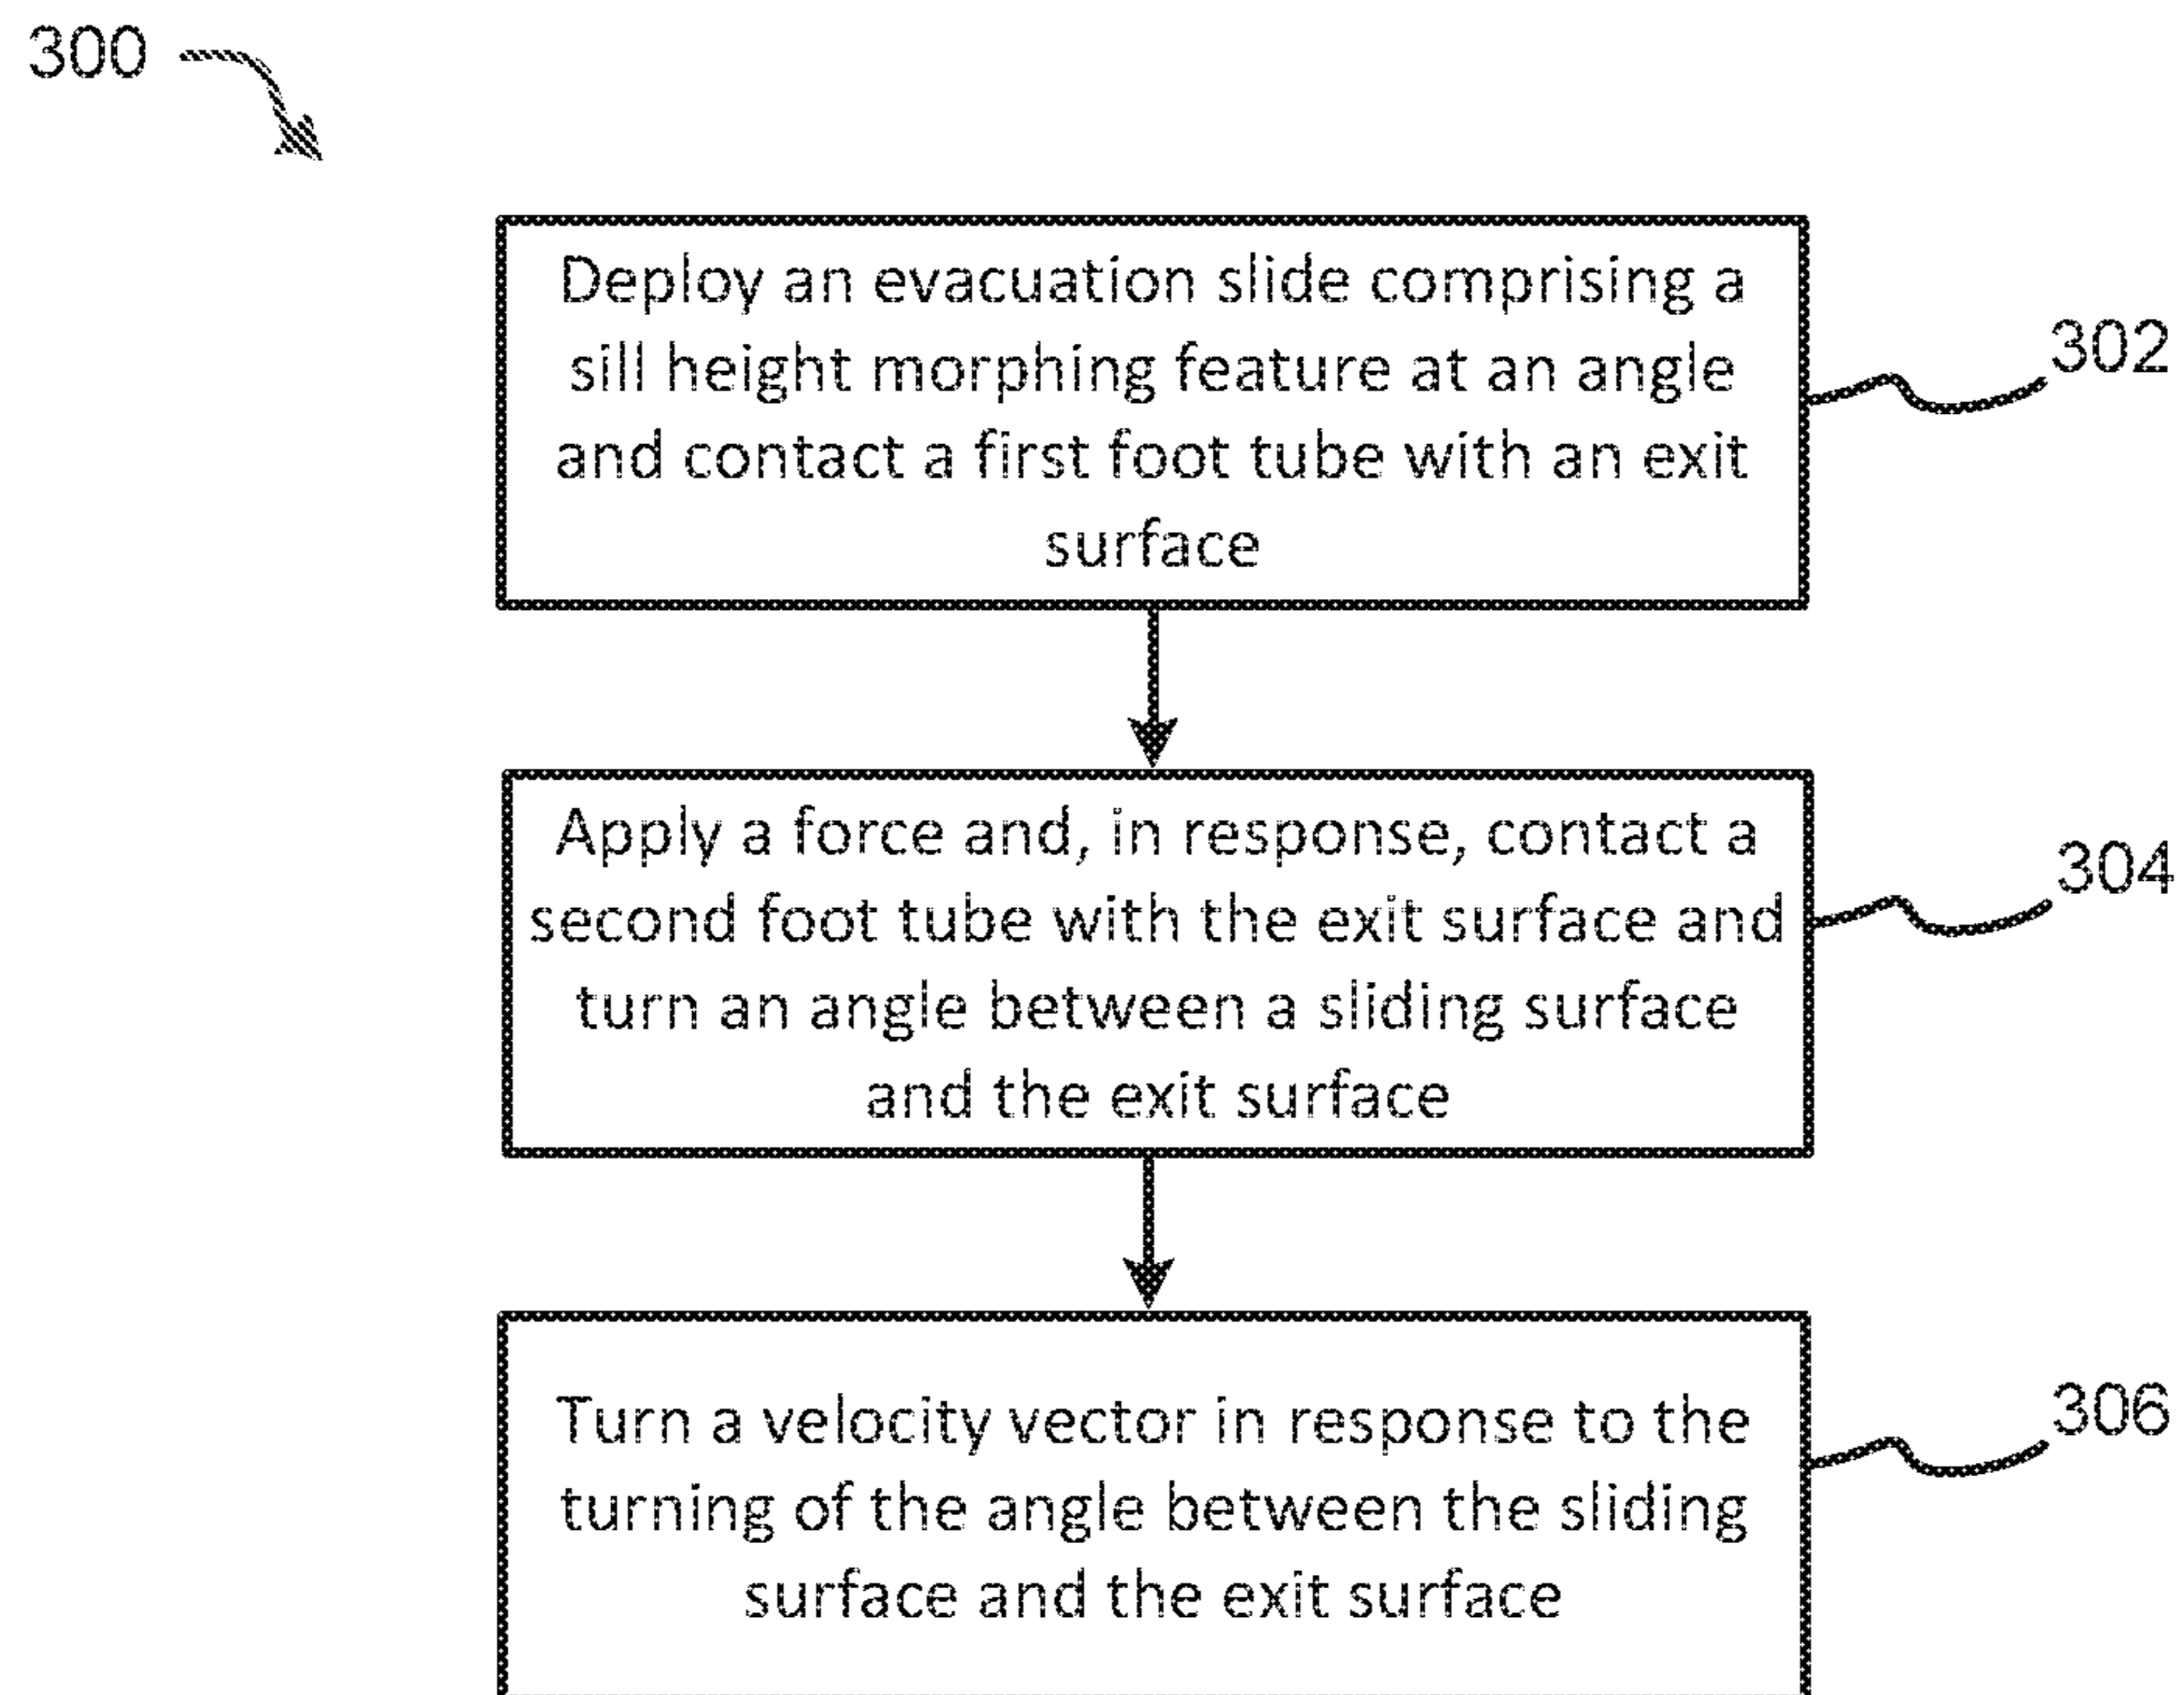 300
Deploy an evacuation slide comprising a
sill height morphing feature at an angle
and contact a first foot tube with an exit
surface
302
Apply a force and, in response, contact a
second foot tube with the exit surface and
turn an angle between a sliding surface
and the exit surface
304
Turn a velocity vector in response to the
turning of the angle between the sliding
surface and the exit surface
306